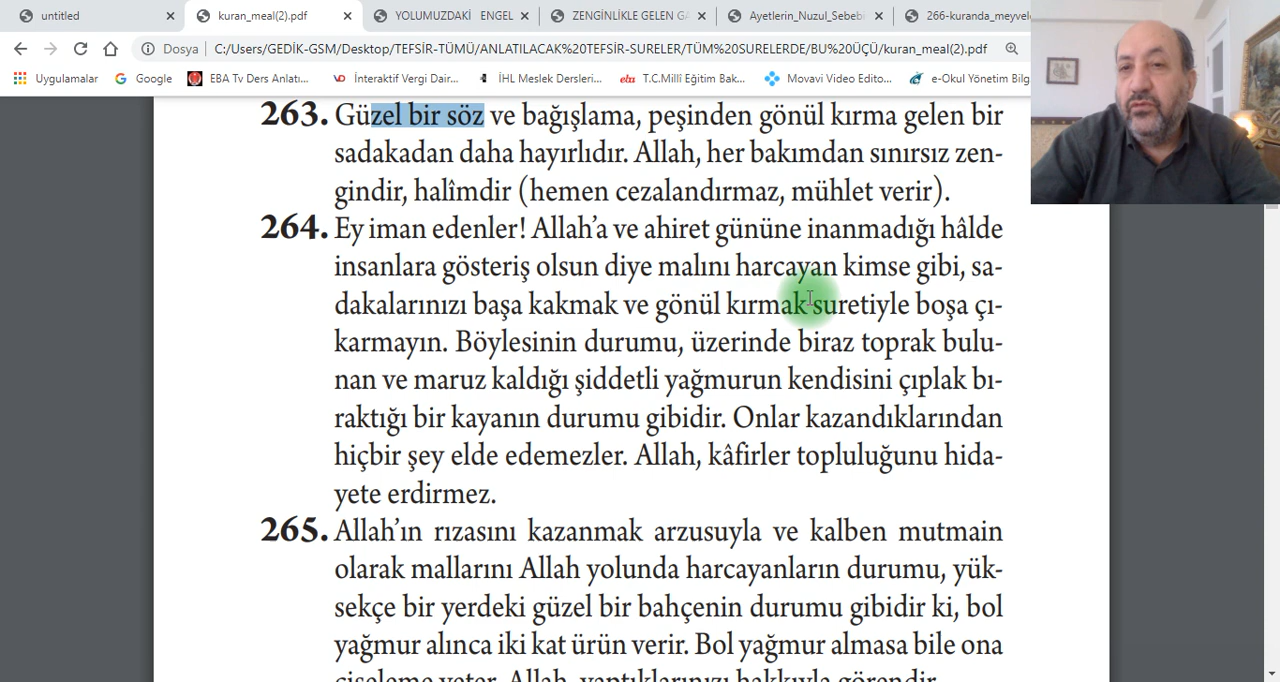 untitled
kuran_meal(2).pdf
YOLUMUZDAKİ ENGEL
ZENGİNLİKLE GELEN GA
Ayetlerin_Nuzul_Sebebi
266-kuranda_meyvele
Dosya
C:/Users/GEDİK-GSM/Desktop/TEFSİR-TÜMÜ/ANLATILACAK%20TEFSİR-SURELER/TÜM%20SURELERDE/BU%20ÜÇÜ/kuran_meal(2).pdf
Uygulamalar
Google
EBA Tv Ders Anlatı...
İnteraktif Vergi Dair...
İHL Meslek Dersleri...
T.C.Millî Eğitim Bak...
Movavi Video Edito...
e-Okul Yönetim Bilg
263. Güzel bir söz ve bağışlama, peşinden gönül kırma gelen bir
sadakadan daha hayırlıdır. Allah, her bakımdan sınırsız zen-
gindir, halîmdir (hemen cezalandırmaz, mühlet verir).
264. Ey iman edenler! Allah’a ve ahiret gününe inanmadığı hâlde
insanlara gösteriş olsun diye malını harcayan kimse gibi, sa-
dakalarınızı başa kakmak ve gönül kırmak suretiyle boşa çı-
karmayın. Böylesinin durumu, üzerinde biraz toprak bulu-
nan ve maruz kaldığı şiddetli yağmurun kendisini çıplak bı-
raktığı bir kayanın durumu gibidir. Onlar kazandıklarından
hiçbir şey elde edemezler. Allah, kâfirler topluluğunu hida-
yete erdirmez.
265. Allah’ın rızasını kazanmak arzusuyla ve kalben mutmain
olarak mallarını Allah yolunda harcayanların durumu, yük-
sekçe bir yerdeki güzel bir bahçenin durumu gibidir ki, bol
yağmur alınca iki kat ürün verir. Bol yağmur almasa bile ona
çiseleme yeter. Allah, yaptıklarınızı hakkıyla görendir.